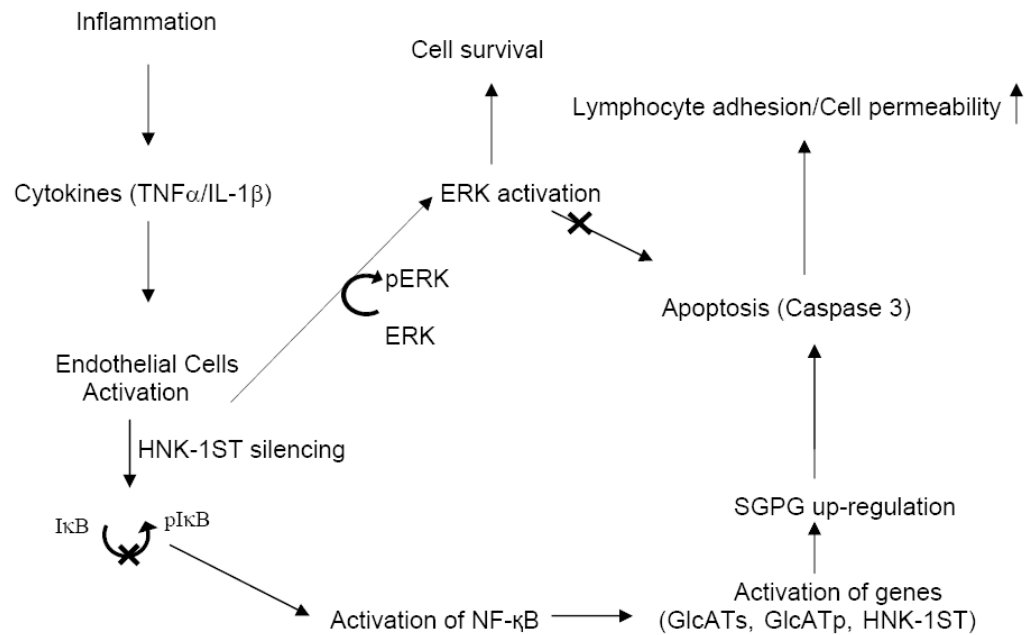 Inflammation
Cell survival
Lymphocyte adhesion/Cell permeability
Cytokines (TNFα/IL-1β)
ERK activation
pERK
ERK
Apoptosis (Caspase 3)
Endothelial Cells
Activation
HNK-1ST silencing
IκB
pIκB
SGPG up-regulation
Activation of NF-κB
Activation of genes
(GlcATs, GlcATp, HNK-1ST)